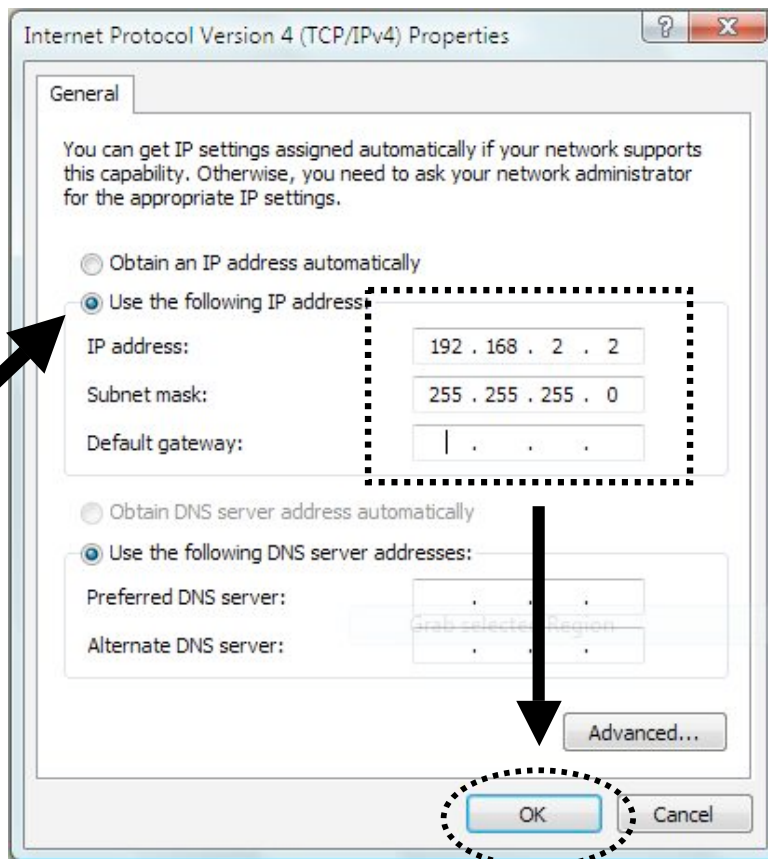 Internet Protocol Version 4 (TCP/IPv4) Properties
General
You can get IP settings assigned automatically if your network supports
this capability. Otherwise, you need to ask your network administrator
for the appropriate IP settings.
Obtain an IP address automatically
Use the following IP address:
IP address: 192 . 168 . 2 . 2
Subnet mask: 255 . 255 . 255 . 0
Default gateway: . . .
Obtain DNS server address automatically
Use the following DNS server addresses:
Preferred DNS server: . . .
Grab selected Region
Alternate DNS server: . . .
Advanced...
OK Cancel